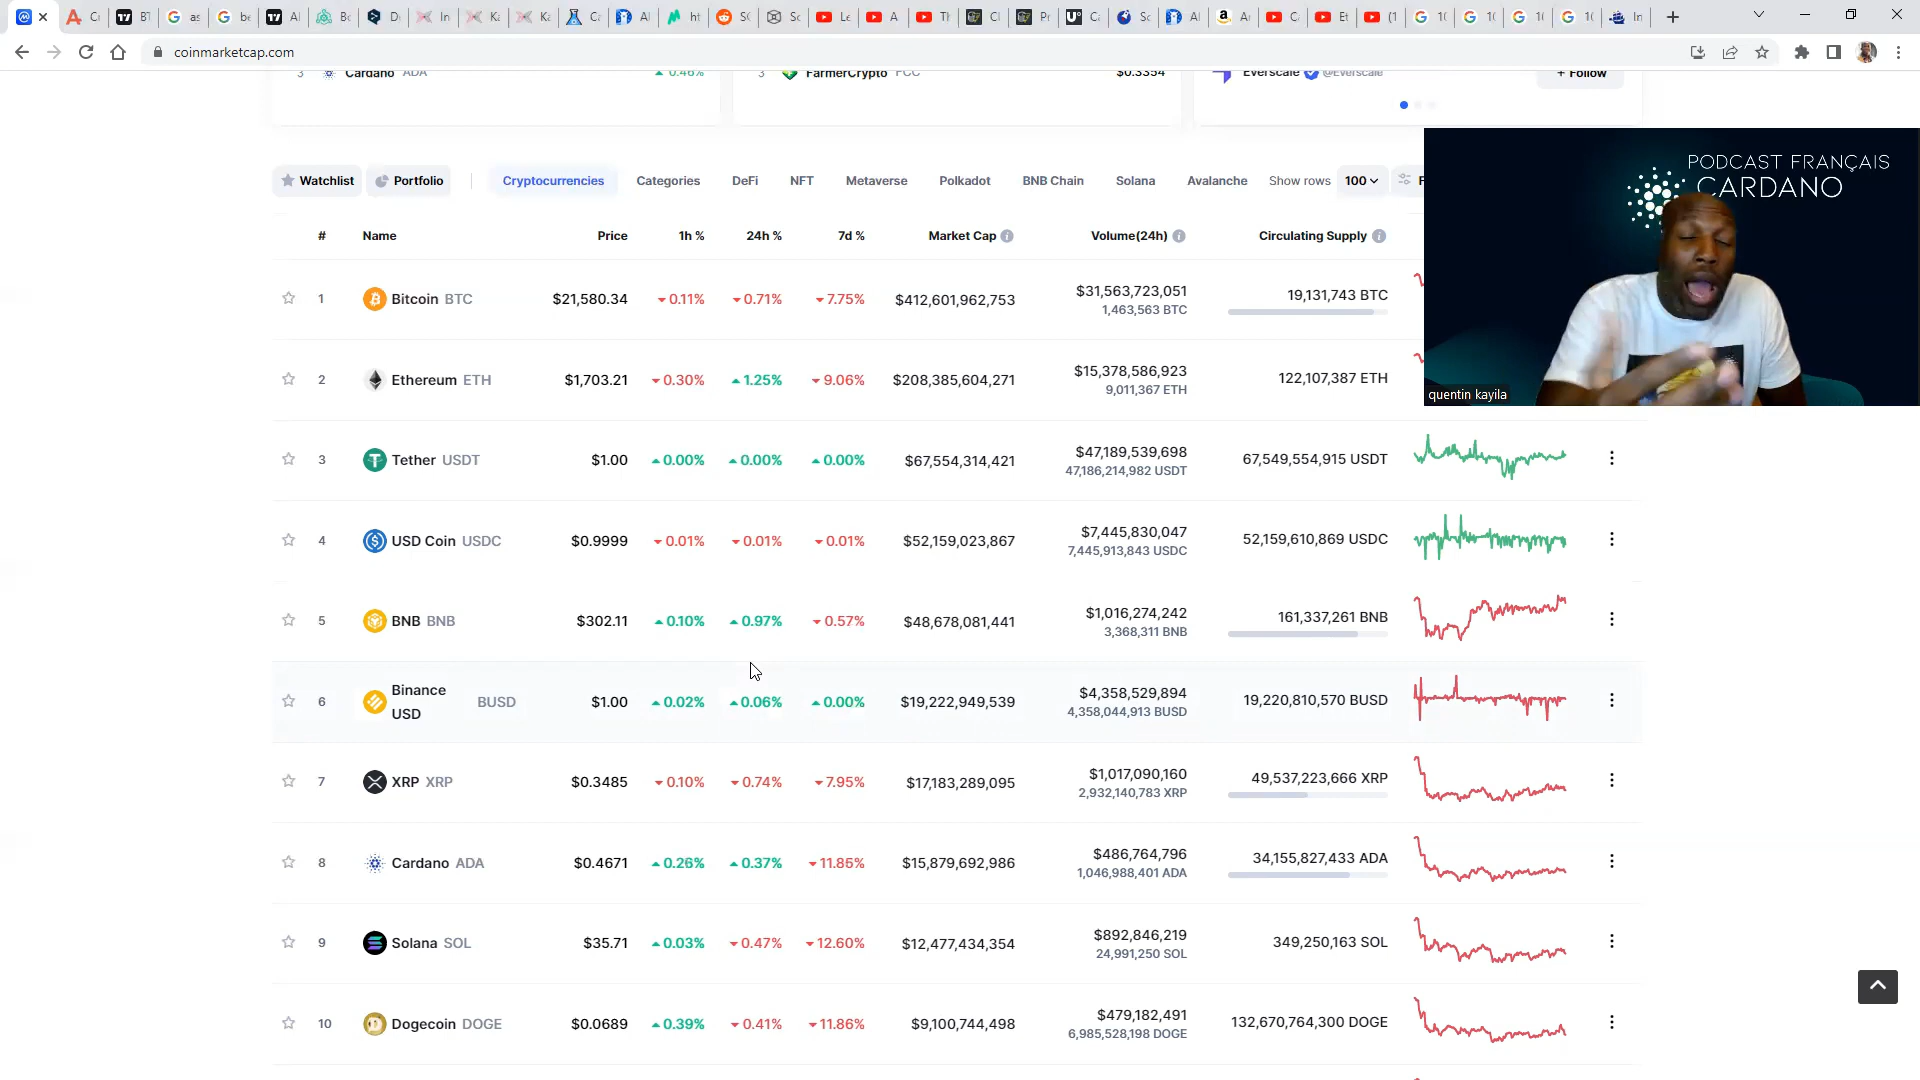 coinmarketcap.com
3 Cardano ADA 0.46% 3 FarmerCrypto FCC $0.3354 Everscale @Everscale + Follow
Watchlist Portfolio Cryptocurrencies Categories DeFi NFT Metaverse Polkadot BNB Chain Solana Avalanche Show rows 100 F
PODCAST FRANÇAIS
CARDANO
quentin kayila
# Name Price 1h % 24h % 7d % Market Cap Volume(24h) Circulating Supply
1 Bitcoin BTC $21,580.34 0.11% 0.71% 7.75% $412,601,962,753 $31,563,723,051 19,131,743 BTC
1,463,563 BTC
2 Ethereum ETH $1,703.21 0.30% 1.25% 9.06% $208,385,604,271 $15,378,586,923 122,107,387 ETH
9,011,367 ETH
3 Tether USDT $1.00 0.00% 0.00% 0.00% $67,554,314,421 $47,189,539,698 67,549,554,915 USDT
47,186,214,982 USDT
4 USD Coin USDC $0.9999 0.01% 0.01% 0.01% $52,159,023,867 $7,445,830,047 52,159,610,869 USDC
7,445,913,843 USDC
5 BNB BNB $302.11 0.10% 0.97% 0.57% $48,678,081,441 $1,016,274,242 161,337,261 BNB
3,368,311 BNB
6 Binance USD BUSD $1.00 0.02% 0.06% 0.00% $19,222,949,539 $4,358,529,894 19,220,810,570 BUSD
4,358,044,913 BUSD
7 XRP XRP $0.3485 0.10% 0.74% 7.95% $17,183,289,095 $1,017,090,160 49,537,223,666 XRP
2,932,140,783 XRP
8 Cardano ADA $0.4671 0.26% 0.37% 11.86% $15,879,692,986 $486,764,796 34,155,827,433 ADA
1,046,988,401 ADA
9 Solana SOL $35.71 0.03% 0.47% 12.60% $12,477,434,354 $892,846,219 349,250,163 SOL
24,991,250 SOL
10 Dogecoin DOGE $0.0689 0.39% 0.41% 11.86% $9,100,744,498 $479,182,491 132,670,764,300 DOGE
6,985,528,198 DOGE